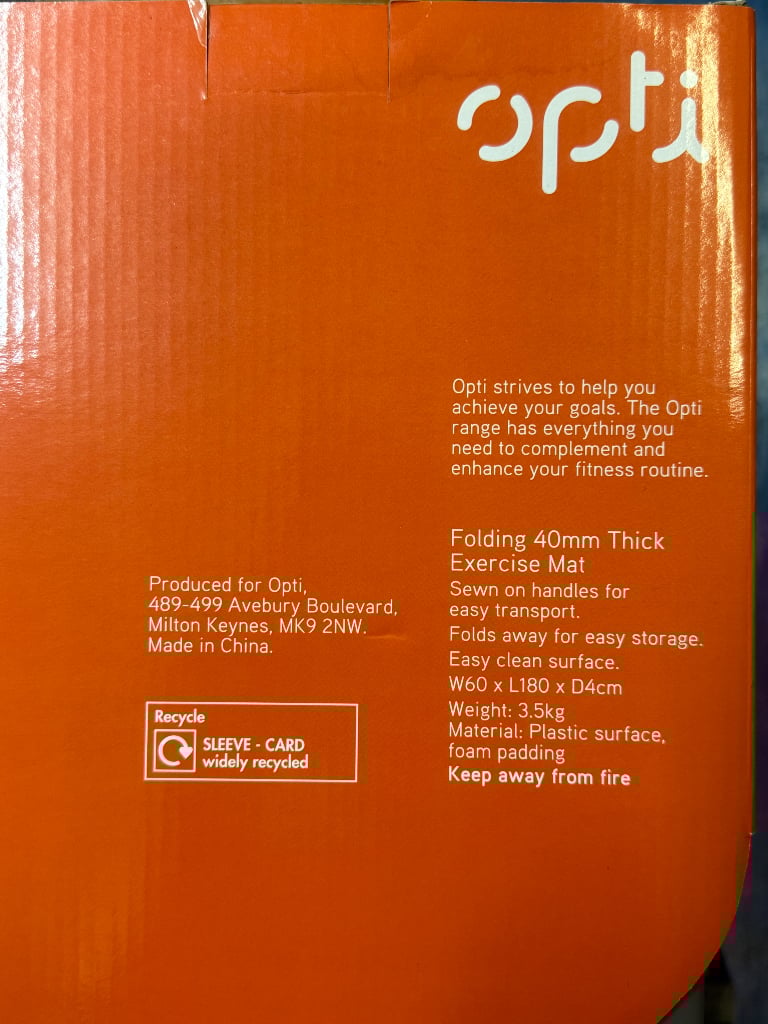 opti
Opti strives to help you
achieve your goals. The Opti
range has everything you
need to complement and
enhance your fitness routine.
Folding 40mm Thick
Exercise Mat
Sewn on handles for
easy transport.
Folds away for easy storage.
Easy clean surface.
W60 x L180 x D4cm
Weight: 3.5kg
Material: Plastic surface,
foam padding
Keep away from fire
Produced for Opti,
489-499 Avebury Boulevard,
Milton Keynes, MK9 2NW.
Made in China.
Recycle
SLEEVE - CARD
widely recycled